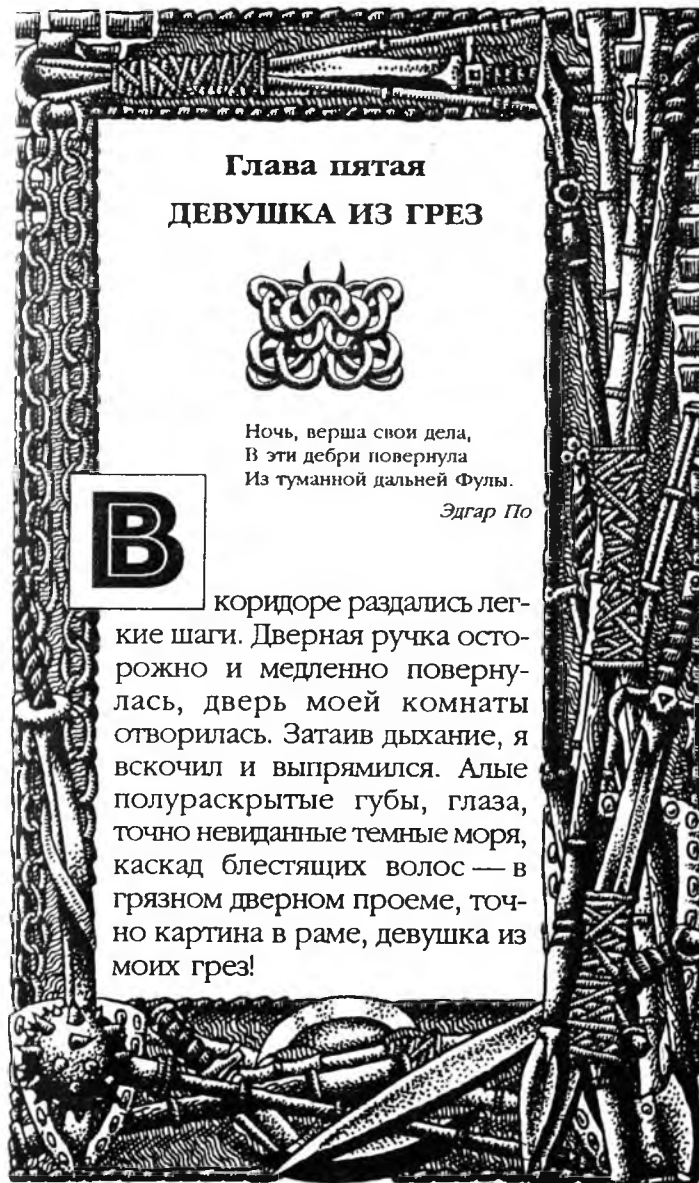 Глава пятая
ДЕВУШКА ИЗ ГРЕЗ
Ночь, верша свои дела,
В эти дебри повернула
Из туманной дальней Фулы.
Эдгар По
В коридоре раздались лег-
кие шаги. Дверная ручка осто-
рожно и медленно поверну-
лась, дверь моей комнаты
отворилась. Затаив дыхание, я
вскочил и выпрямился. Алые
полураскрытые губы, глаза,
точно невиданные темные моря,
каскад блестящих волос — в
грязном дверном проеме, точ-
но картина в раме, девушка из
моих грез!